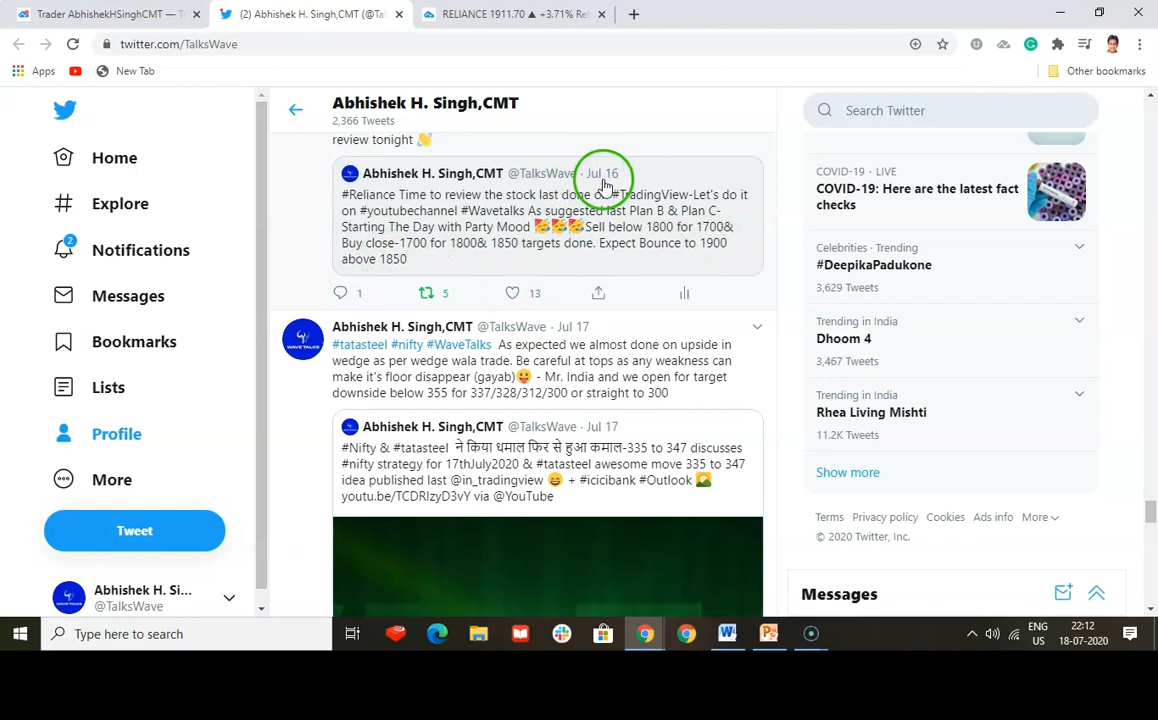 Trader AbhishekHSinghCMT — T
(2) Abhishek H. Singh,CMT (@Tal
RELIANCE 1911.70 ▲ +3.71% Rel
twitter.com/TalksWave
Apps
New Tab
Other bookmarks
Home
Explore
2
Notifications
Messages
Bookmarks
Lists
Profile
More
Tweet
Abhishek H. Si...
@TalksWave
Abhishek H. Singh,CMT
2,366 Tweets
review tonight 👋
Abhishek H. Singh,CMT @TalksWave · Jul 16
#Reliance Time to review the stock last done #TradingView-Let's do it
on #youtubechannel #Wavetalks As suggested last Plan B & Plan C-
Starting The Day with Party Mood 🥳🥳🥳Sell below 1800 for 1700&
Buy close-1700 for 1800& 1850 targets done. Expect Bounce to 1900
above 1850
1 5 13
WAVE TALKS
Abhishek H. Singh,CMT @TalksWave · Jul 17
#tatasteel #nifty #WaveTalks As expected we almost done on upside in
wedge as per wedge wala trade. Be careful at tops as any weakness can
make it's floor disappear (gayab)😛 - Mr. India and we open for target
downside below 355 for 337/328/312/300 or straight to 300
Abhishek H. Singh,CMT @TalksWave · Jul 17
#Nifty & #tatasteel ने किया धमाल फिर से हुआ कमाल-335 to 347 discusses
#nifty strategy for 17thJuly2020 & #tatasteel awesome move 335 to 347
idea published last @in_tradingview 😄 + #icicibank #Outlook 🌄
youtu.be/TCDRlzyD3vY via @YouTube
Search Twitter
COVID-19 · LIVE
COVID-19: Here are the latest fact
checks
Celebrities · Trending
#DeepikaPadukone
3,629 Tweets
Trending in India
Dhoom 4
3,467 Tweets
Trending in India
Rhea Living Mishti
11.2K Tweets
Show more
Terms Privacy policy Cookies Ads info More
© 2020 Twitter, Inc.
Messages
Type here to search
ENG
US
22:12
18-07-2020